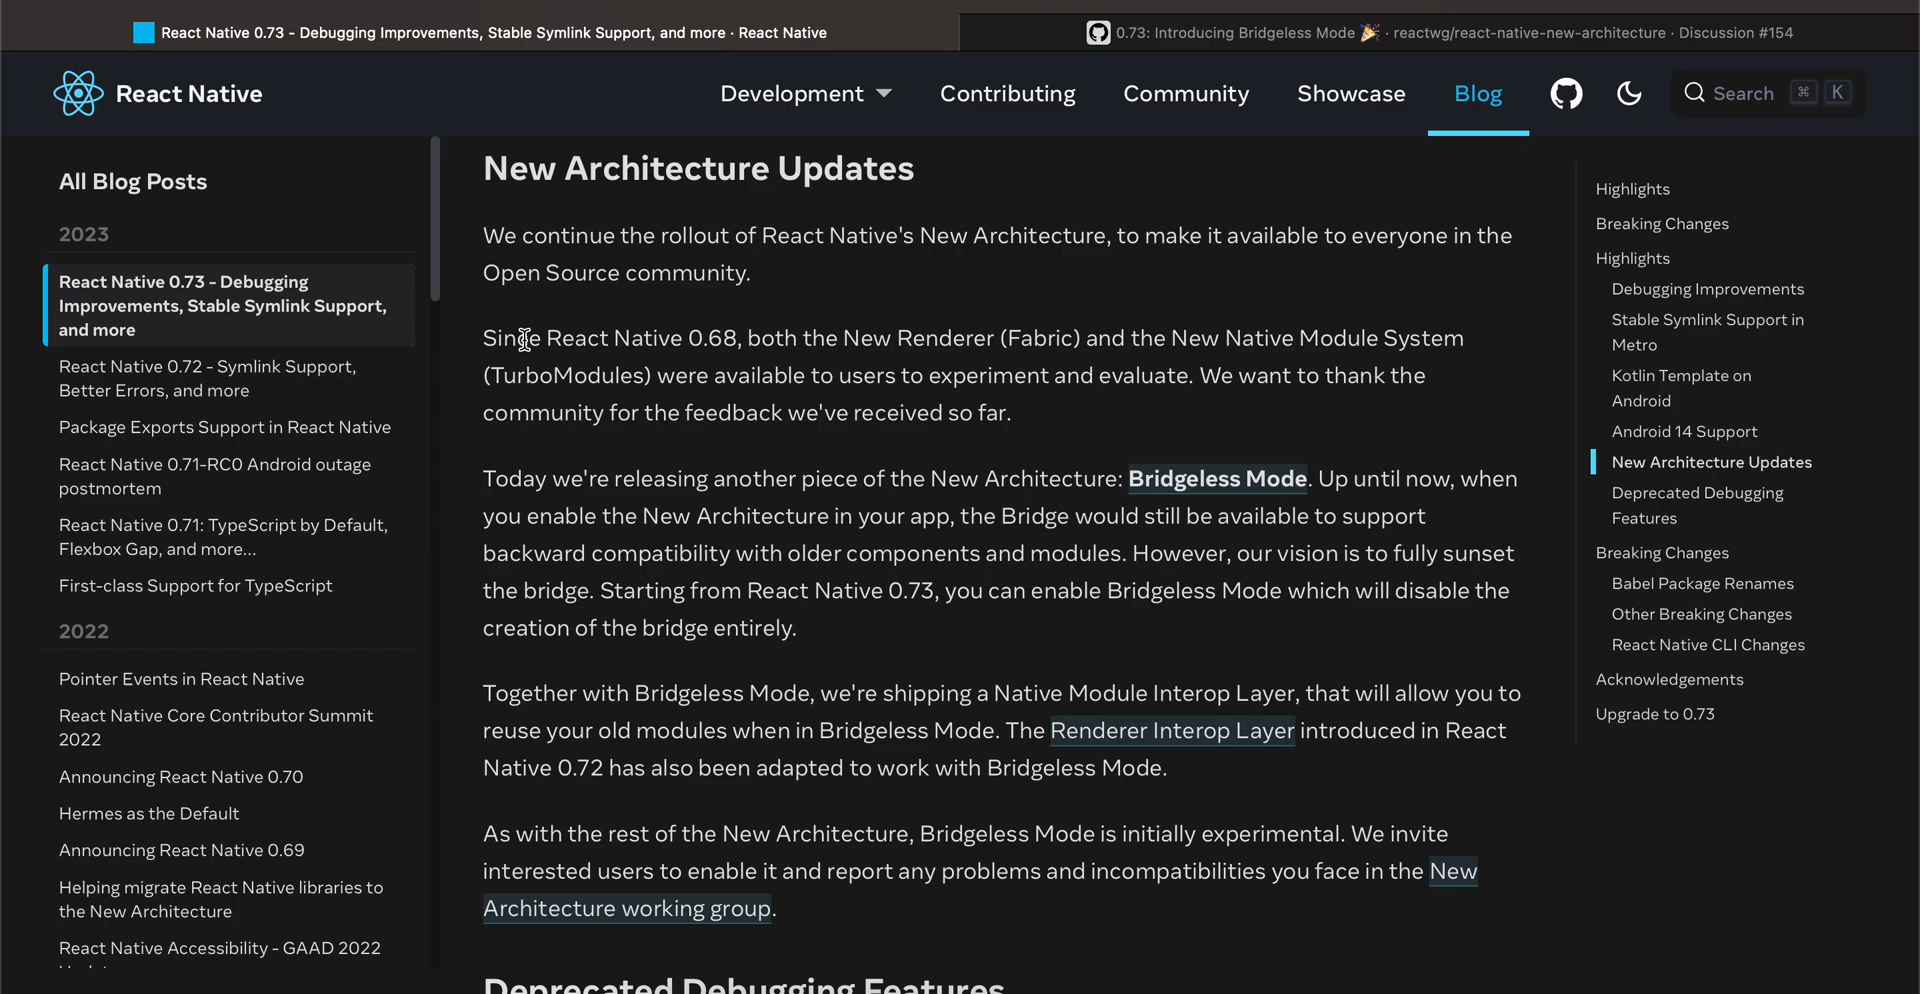 React Native 0.73 - Debugging Improvements, Stable Symlink Support, and more · React Native
0.73: Introducing Bridgeless Mode 🎉 · reactwg/react-native-new-architecture · Discussion #154
React Native
Development
Contributing
Community
Showcase
Blog
Search ⌘ K
All Blog Posts
2023
React Native 0.73 - Debugging
Improvements, Stable Symlink Support,
and more
React Native 0.72 - Symlink Support,
Better Errors, and more
Package Exports Support in React Native
React Native 0.71-RC0 Android outage
postmortem
React Native 0.71: TypeScript by Default,
Flexbox Gap, and more...
First-class Support for TypeScript
2022
Pointer Events in React Native
React Native Core Contributor Summit
2022
Announcing React Native 0.70
Hermes as the Default
Announcing React Native 0.69
Helping migrate React Native libraries to
the New Architecture
React Native Accessibility - GAAD 2022
New Architecture Updates
We continue the rollout of React Native's New Architecture, to make it available to everyone in the
Open Source community.
Since React Native 0.68, both the New Renderer (Fabric) and the New Native Module System
(TurboModules) were available to users to experiment and evaluate. We want to thank the
community for the feedback we've received so far.
Today we're releasing another piece of the New Architecture: Bridgeless Mode. Up until now, when
you enable the New Architecture in your app, the Bridge would still be available to support
backward compatibility with older components and modules. However, our vision is to fully sunset
the bridge. Starting from React Native 0.73, you can enable Bridgeless Mode which will disable the
creation of the bridge entirely.
Together with Bridgeless Mode, we're shipping a Native Module Interop Layer, that will allow you to
reuse your old modules when in Bridgeless Mode. The Renderer Interop Layer introduced in React
Native 0.72 has also been adapted to work with Bridgeless Mode.
As with the rest of the New Architecture, Bridgeless Mode is initially experimental. We invite
interested users to enable it and report any problems and incompatibilities you face in the New
Architecture working group.
Deprecated Debugging Features
Highlights
Breaking Changes
Highlights
Debugging Improvements
Stable Symlink Support in
Metro
Kotlin Template on
Android
Android 14 Support
New Architecture Updates
Deprecated Debugging
Features
Breaking Changes
Babel Package Renames
Other Breaking Changes
React Native CLI Changes
Acknowledgements
Upgrade to 0.73